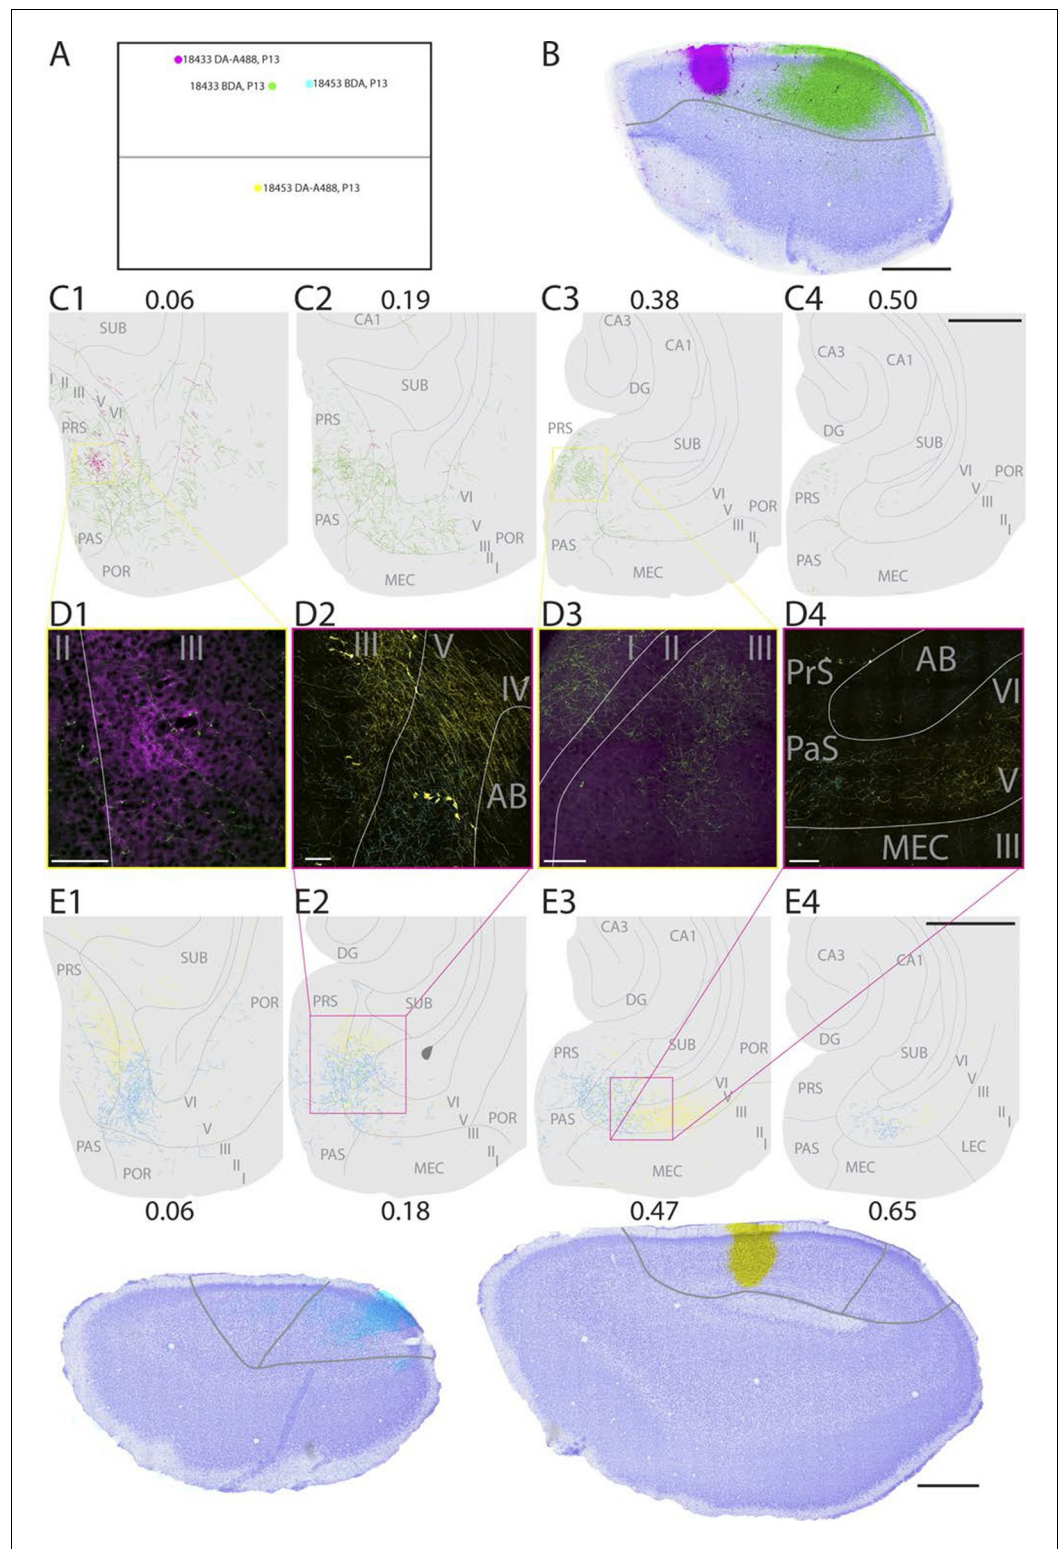 A
18433 DA-A488, P13
18433 BDA, P13
18453 BDA, P13
18453 DA-A488, P13
B
C1 0.06
SUB
I II III V VI
PRS
PAS
POR
C2 0.19
CA1
SUB
PRS
VI
PAS
V
POR
III
II
I
MEC
C3 0.38
CA3
CA1
DG
PRS
SUB
VI
V
POR
III
II
I
PAS
MEC
C4 0.50
CA3
CA1
DG
SUB
VI
POR
V
PRS
III
II
I
PAS
MEC
D1
II III
D2
III V
IV
AB
D3
I II III
D4
PrS AB
VI
PaS
V
MEC III
E1
SUB
PRS
POR
VI
V
PAS
III
POR
II
I
0.06
E2
DG
PRS
SUB
VI
V
POR
III
PAS
II
I
MEC
0.18
E3
CA3
CA1
DG
SUB
PRS
POR
VI
V
PAS
III
II
I
MEC
0.47
E4
CA3
CA1
DG
SUB
VI
V
PRS
III
II
I
PAS
LEC
MEC
0.65